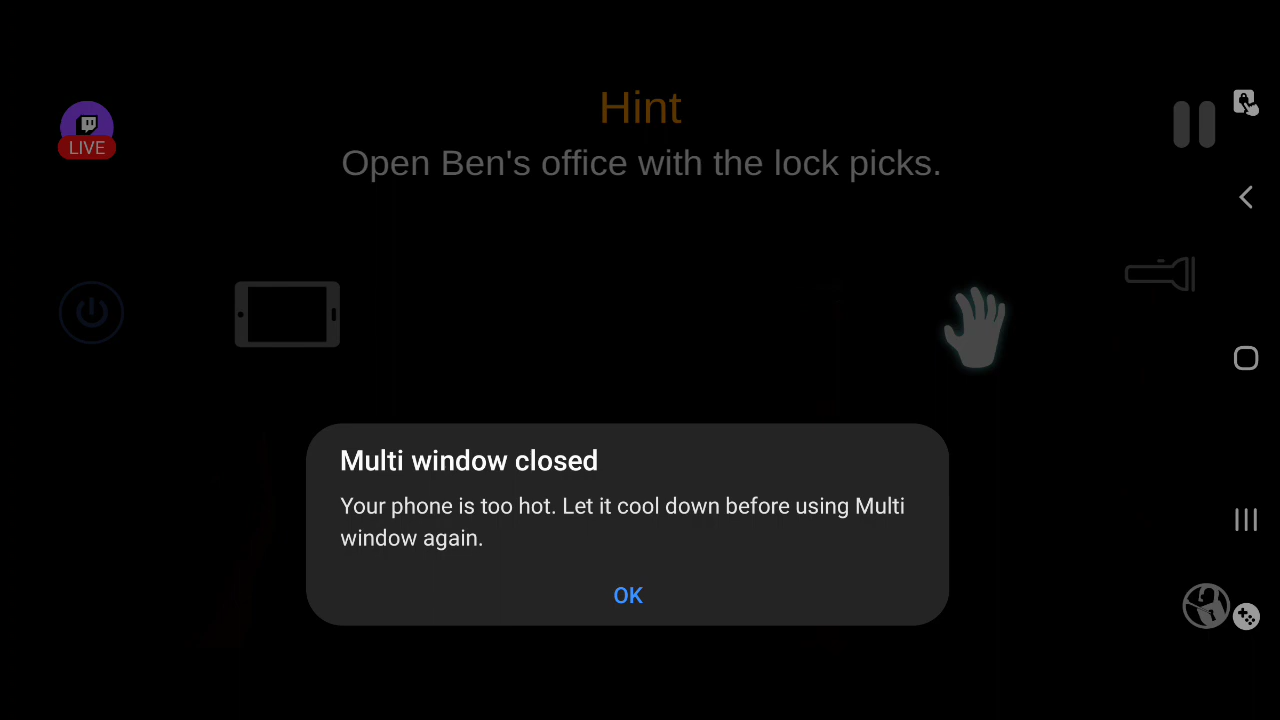 Hint
LIVE
Open Ben's office with the lock picks.
Multi window closed
Your phone is too hot. Let it cool down before using Multi
window again.
OK